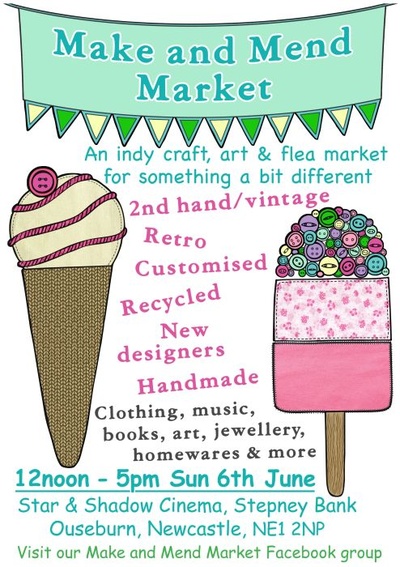 Make and Mend
Market
An indy craft, art & flea market
for something a bit different
2nd hand/vintage
Retro
Customised
Recycled
New
designers
Handmade
Clothing, music,
books, art, jewellery,
homewares & more
12noon - 5pm Sun 6th June
Star & Shadow Cinema, Stepney Bank
Ouseburn, Newcastle, NE1 2NP
Visit our Make and Mend Market Facebook group